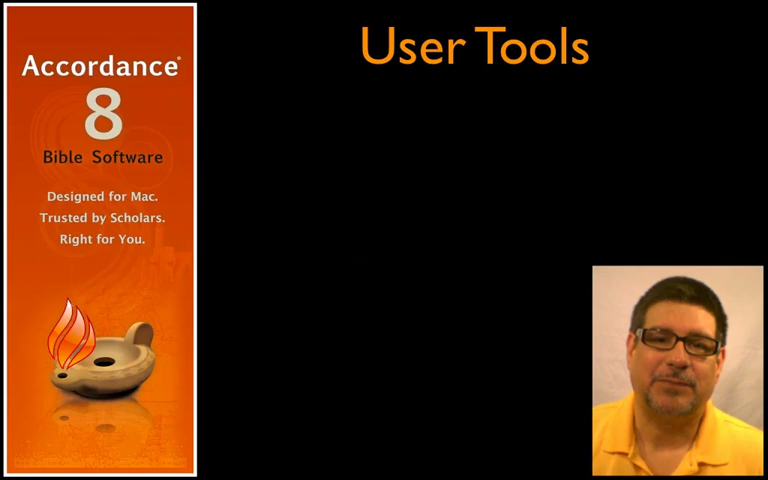 User Tools
Accordance®
8
Bible Software
Designed for Mac.
Trusted by Scholars.
Right for You.